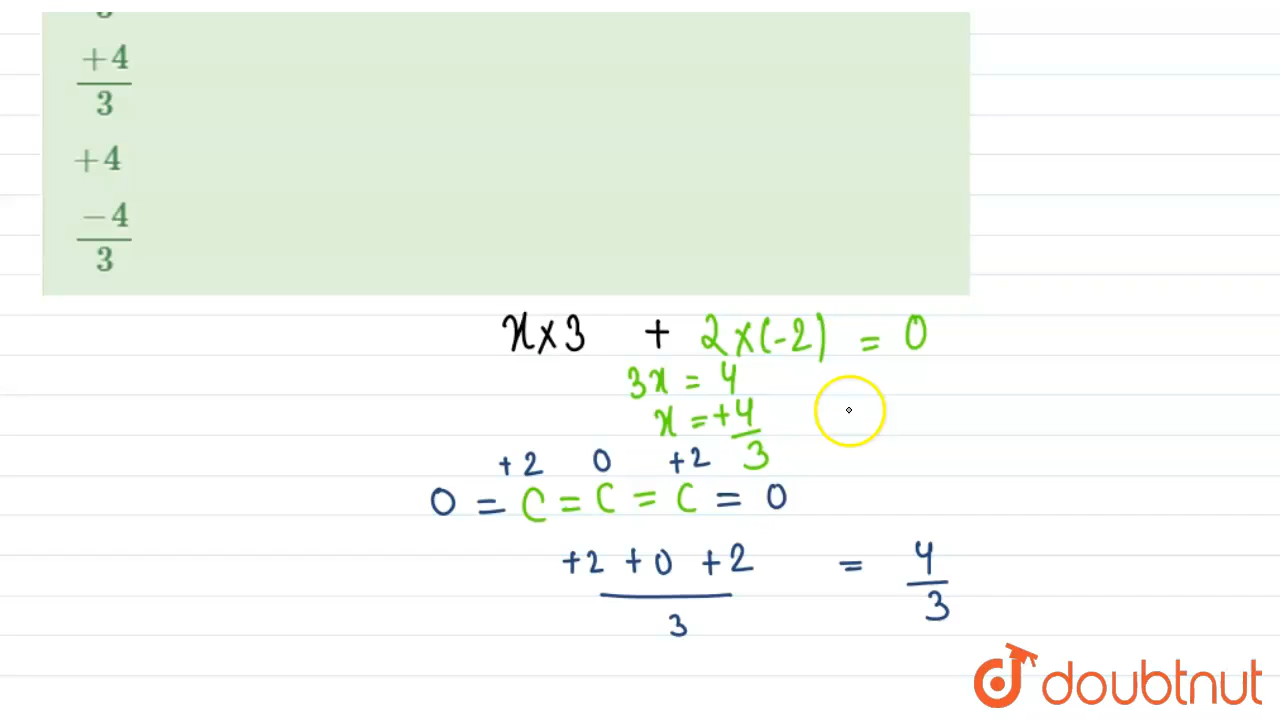 3
+4
3
+4
-4
3
x×3 + 2×(-2) = 0
3x = 4
x = +4
3
+2 0 +2
O = C = C = C = O
+2 +0 +2 = 4
3 3
doubtnut